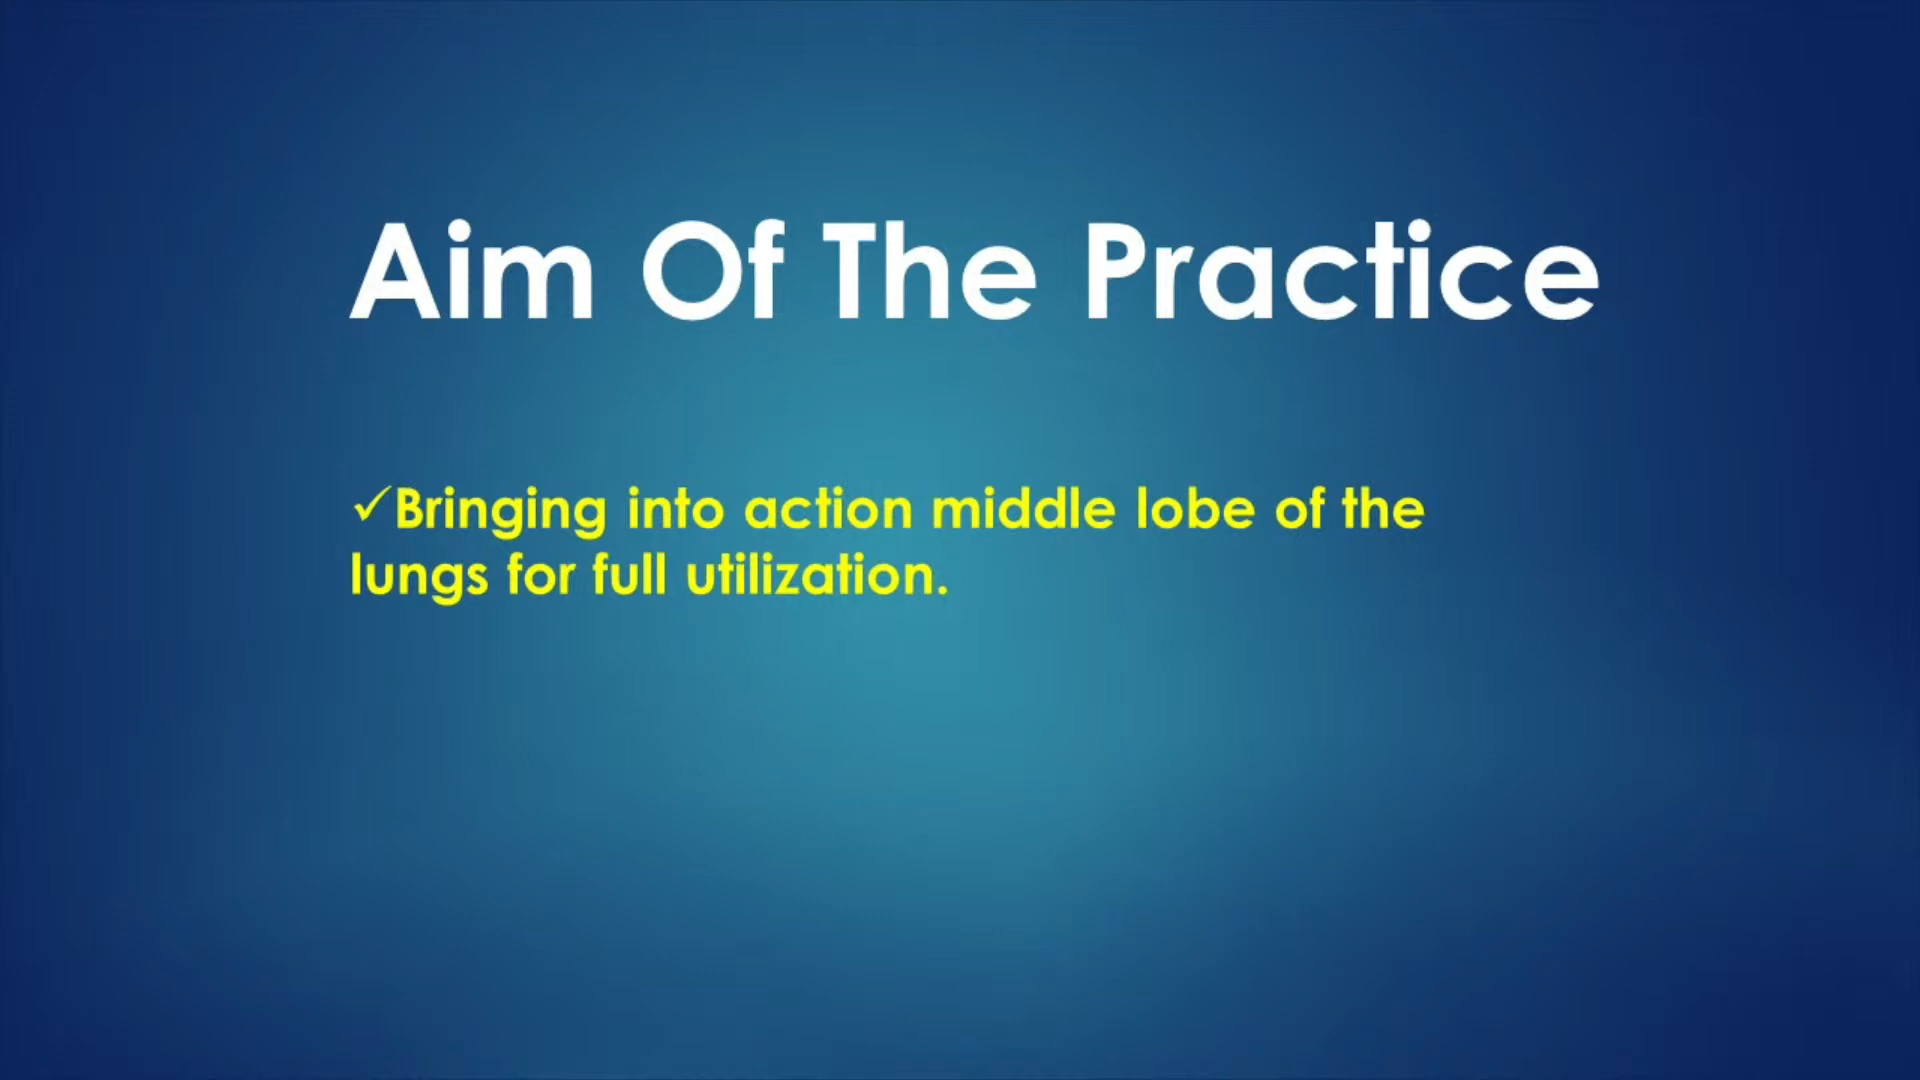 Aim Of The Practice
✓Bringing into action middle lobe of the
lungs for full utilization.